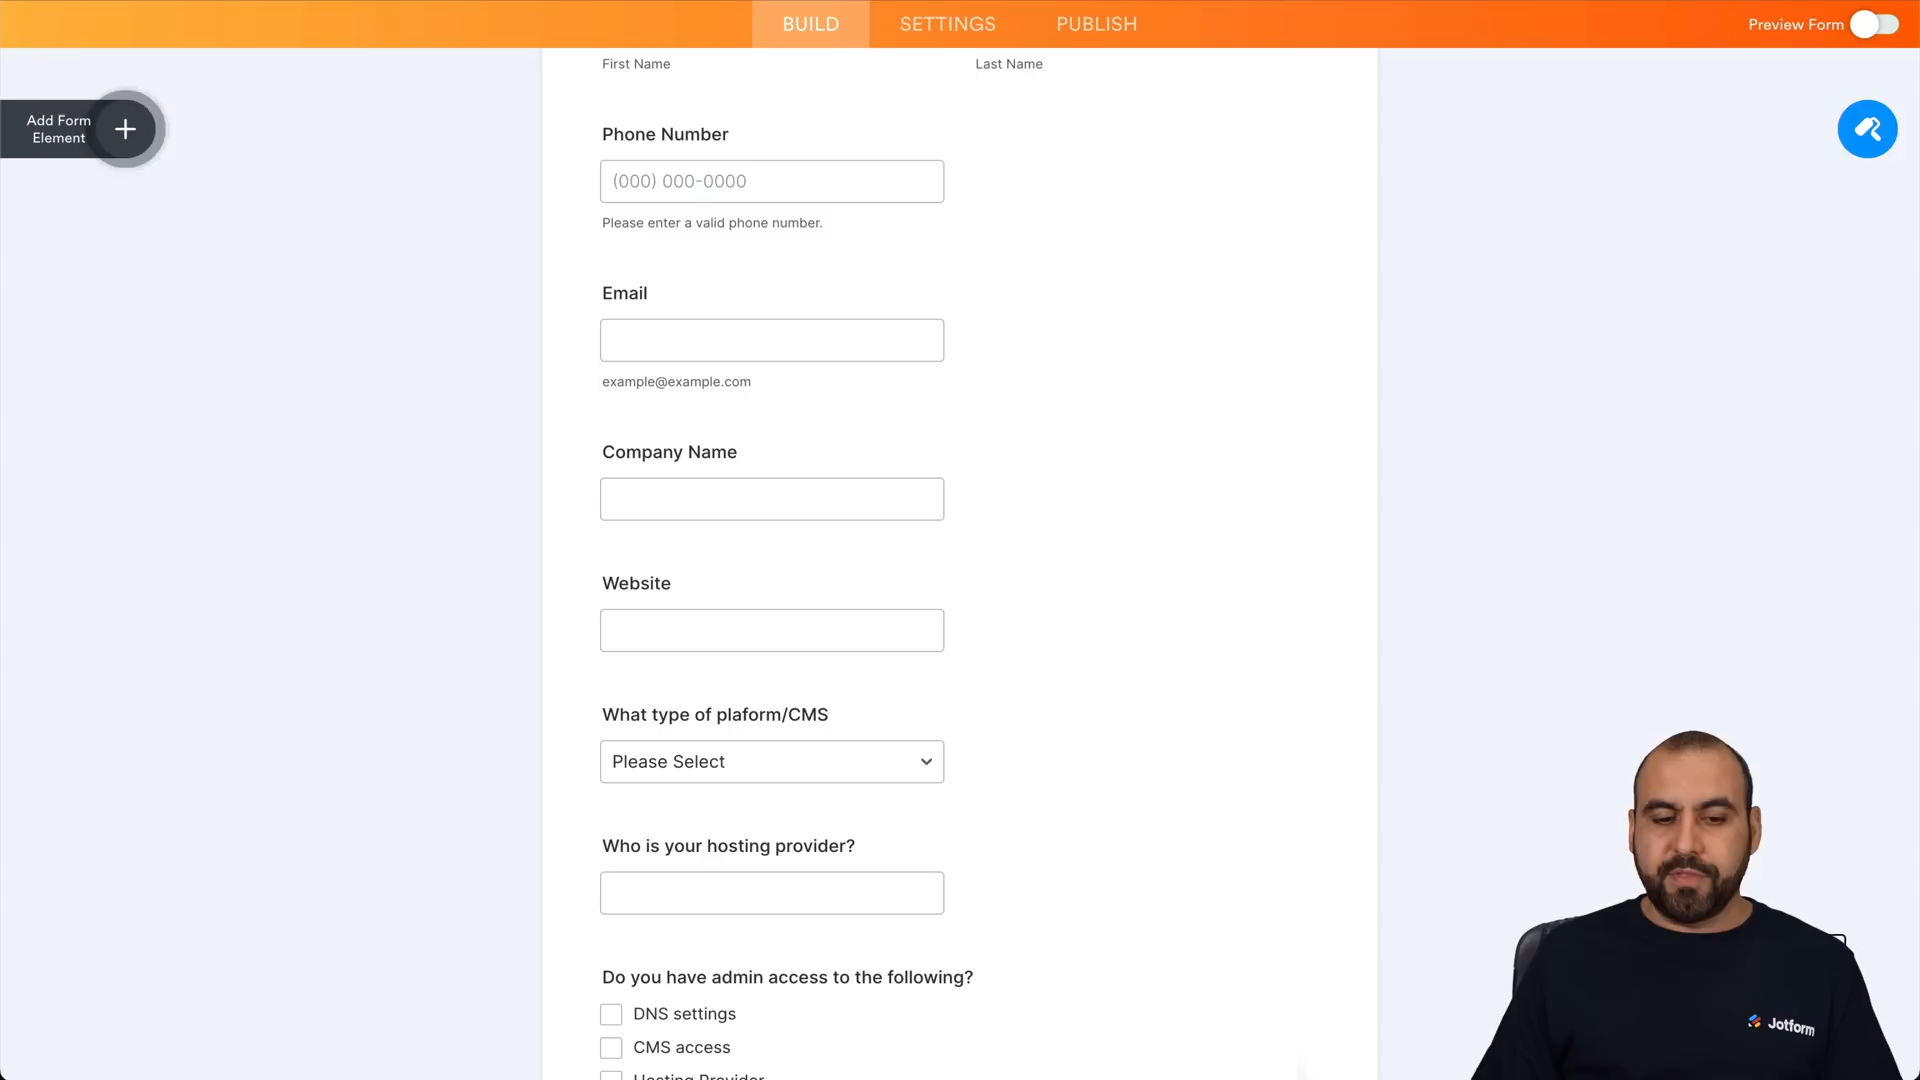 BUILD
SETTINGS
PUBLISH
Preview Form
First Name
Last Name
Add Form
Element
Phone Number
(000) 000-0000
Please enter a valid phone number.
Email
example@example.com
Company Name
Website
What type of plaform/CMS
Please Select
Who is your hosting provider?
Do you have admin access to the following?
DNS settings
CMS access
Hosting Provider
Jotform